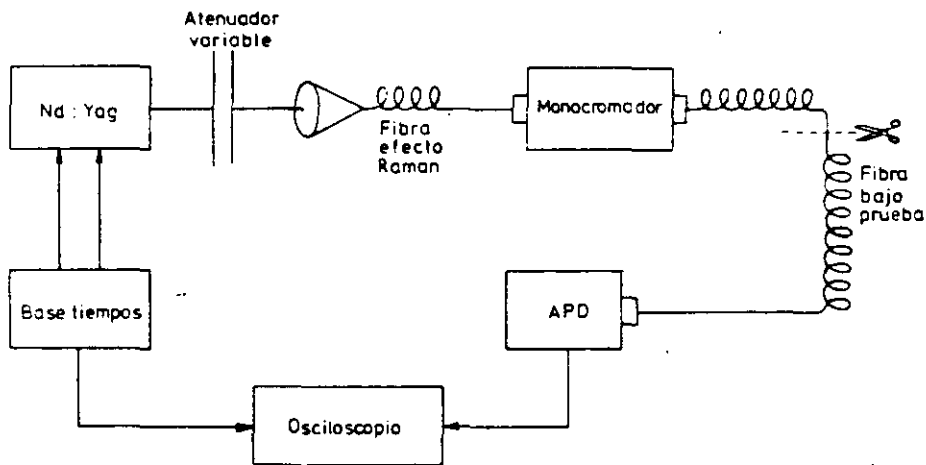 Atenuador
variable
Nd : Yag
Monocromador
Fibra
efecto
Raman
Fibra
bajo
prueba
Base tiempos
APD
Osciloscopio